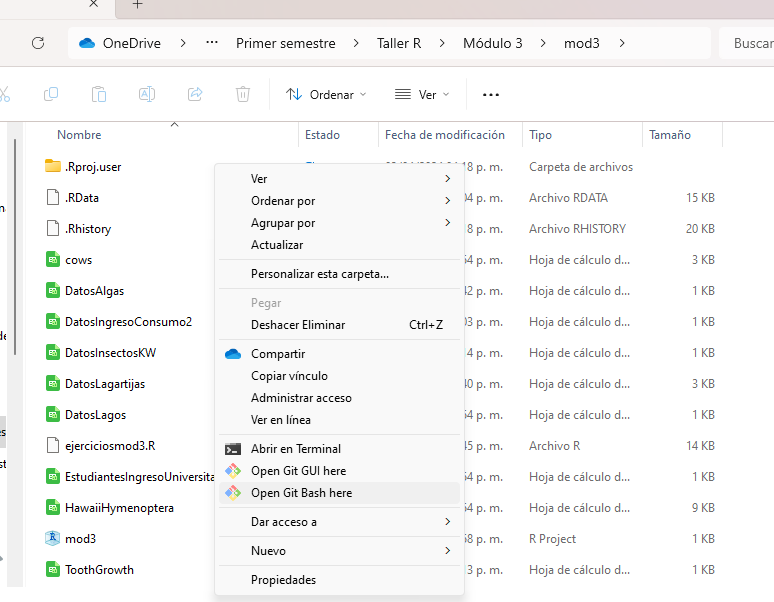 OneDrive > ... Primer semestre > Taller R > Módulo 3 > mod3 > Buscar
Ordenar Ver ...
Nombre Estado Fecha de modificación Tipo Tamaño
.Rproj.user 18 p. m. Carpeta de archivos
.RData 04 p. m. Archivo RDATA 15 KB
.Rhistory 8 p. m. Archivo RHISTORY 20 KB
cows 54 p. m. Hoja de cálculo d... 3 KB
DatosAlgas 42 p. m. Hoja de cálculo d... 1 KB
DatosIngresoConsumo2 03 p. m. Hoja de cálculo d... 1 KB
DatosInsectosKW 4 p. m. Hoja de cálculo d... 1 KB
DatosLagartijas 40 p. m. Hoja de cálculo d... 3 KB
DatosLagos 54 p. m. Hoja de cálculo d... 1 KB
ejerciciosmod3.R 45 p. m. Archivo R 14 KB
EstudiantesIngresoUniversita p. m. Hoja de cálculo d... 1 KB
HawaiiHymenoptera p. m. Hoja de cálculo d... 9 KB
mod3 58 p. m. R Project 1 KB
ToothGrowth 3 p. m. Hoja de cálculo d... 1 KB
Ver >
Ordenar por >
Agrupar por >
Actualizar
Personalizar esta carpeta...
Pegar
Deshacer Eliminar Ctrl+Z
Compartir
Copiar vínculo
Administrar acceso
Ver en línea
Abrir en Terminal
Open Git GUI here
Open Git Bash here
Dar acceso a >
Nuevo >
Propiedades